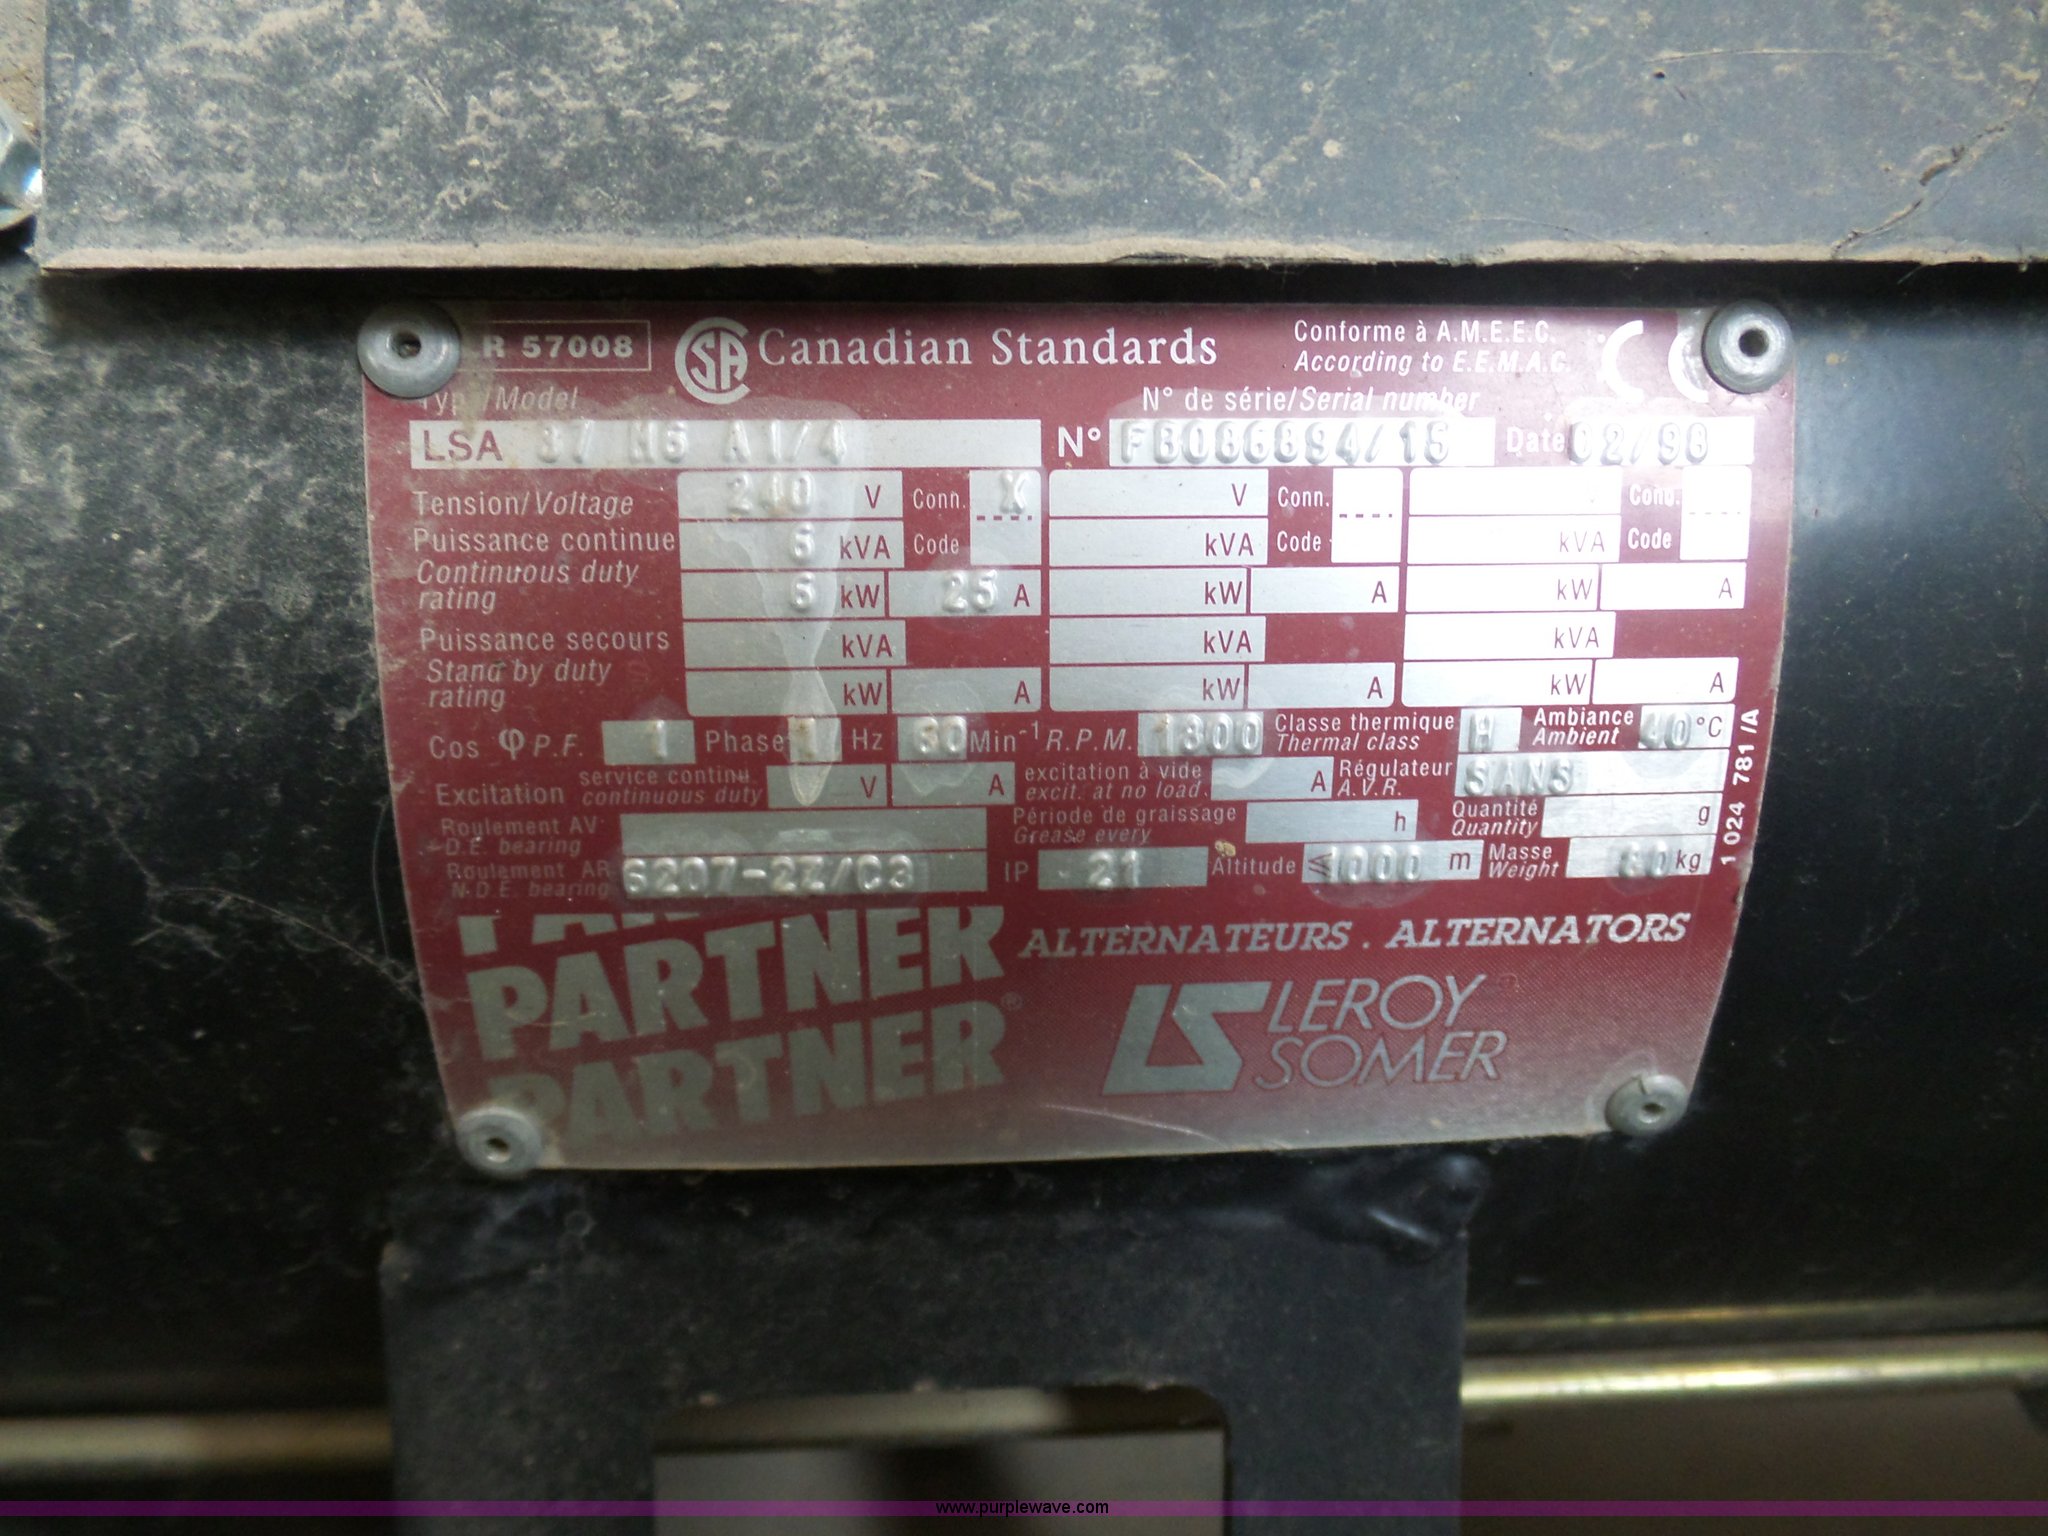 R 57008 CSA Canadian Standards Conforme à A.M.E.E.C. CE
According to E.E.M.A.C.
/Model N° de série/Serial number
LSA 37 M6 A1/4 N° FB086894/15 Date 02/98
Tension/Voltage 240 V Conn. X V Conn. V Conn.
Puissance continue 6 kVA Code kVA Code kVA Code
Continuous duty
rating 6 kW 25 A kW A kW A
Puissance secours kVA kVA kVA
Stand by duty
rating kW A kW A kW A
Cos φ P.F. 1 Phase 1 Hz 60 Min-1 R.P.M. 1800 Classe thermique H Ambiance 40 °C
Thermal class Ambient
Excitation service continu V A excitation à vide A Régulateur SANS
continuous duty excit. at no load. A.V.R.
Roulement AV Période de graissage h Quantité g
D.E. bearing Grease every Quantity
Roulement AR 6207-2Z/C3 IP 21 Altitude ≤1000 m Masse kg
N.D.E. bearing Weight
1 024 781 /A
PARTNER
PARTNER ®
ALTERNATEURS . ALTERNATORS
LS LEROY
SOMER
www.purplewave.com